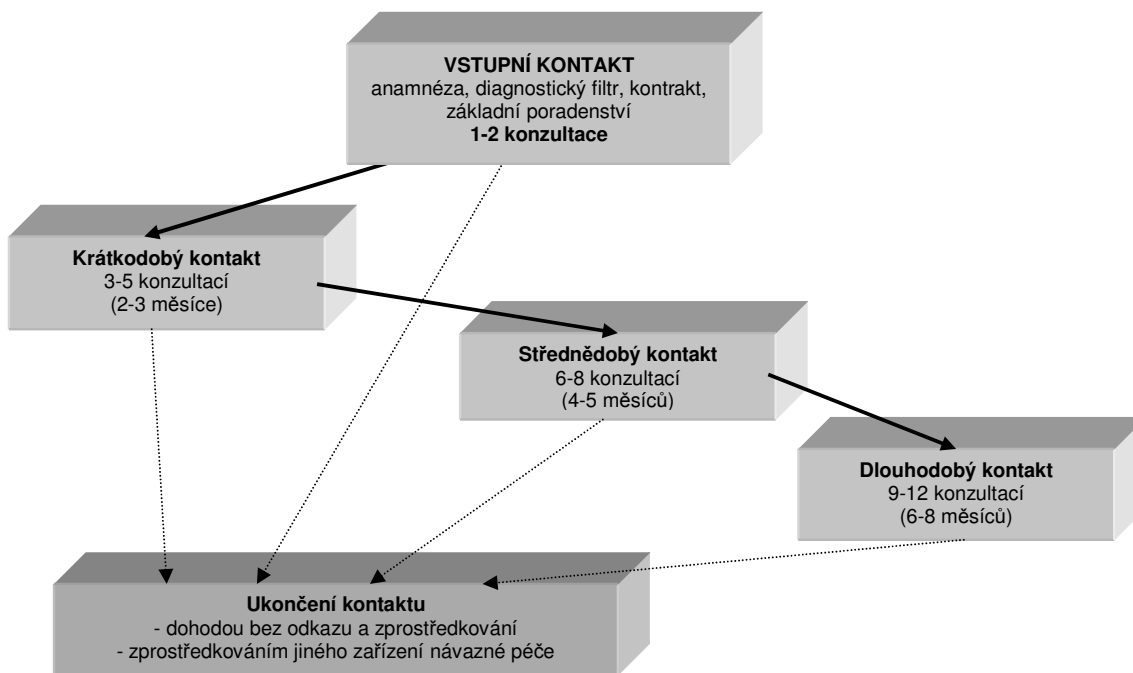 VSTUPNÍ KONTAKT
anamnéza, diagnostický filtr, kontrakt,
základní poradenství
1-2 konzultace
Krátkodobý kontakt
3-5 konzultací
(2-3 měsíce)
Střednědobý kontakt
6-8 konzultací
(4-5 měsíců)
Dlouhodobý kontakt
9-12 konzultací
(6-8 měsíců)
Ukončení kontaktu
- dohodou bez odkazu a zprostředkování
- zprostředkováním jiného zařízení návazné péče